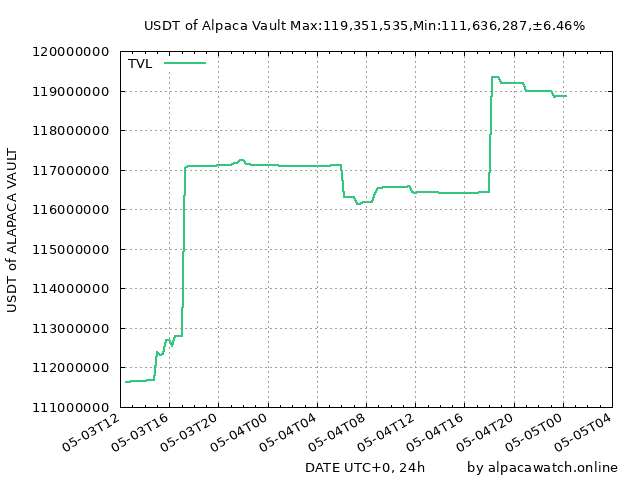 USDT of Alpaca Vault Max:119,351,535,Min:111,636,287,±6.46%
TVL
USDT of ALAPACA VAULT
120000000
119000000
118000000
117000000
116000000
115000000
114000000
113000000
112000000
111000000
05-03T12
05-03T16
05-03T20
05-04T00
05-04T04
05-04T08
05-04T12
05-04T16
05-04T20
05-05T00
05-05T04
DATE UTC+0, 24h
by alpacawatch.online